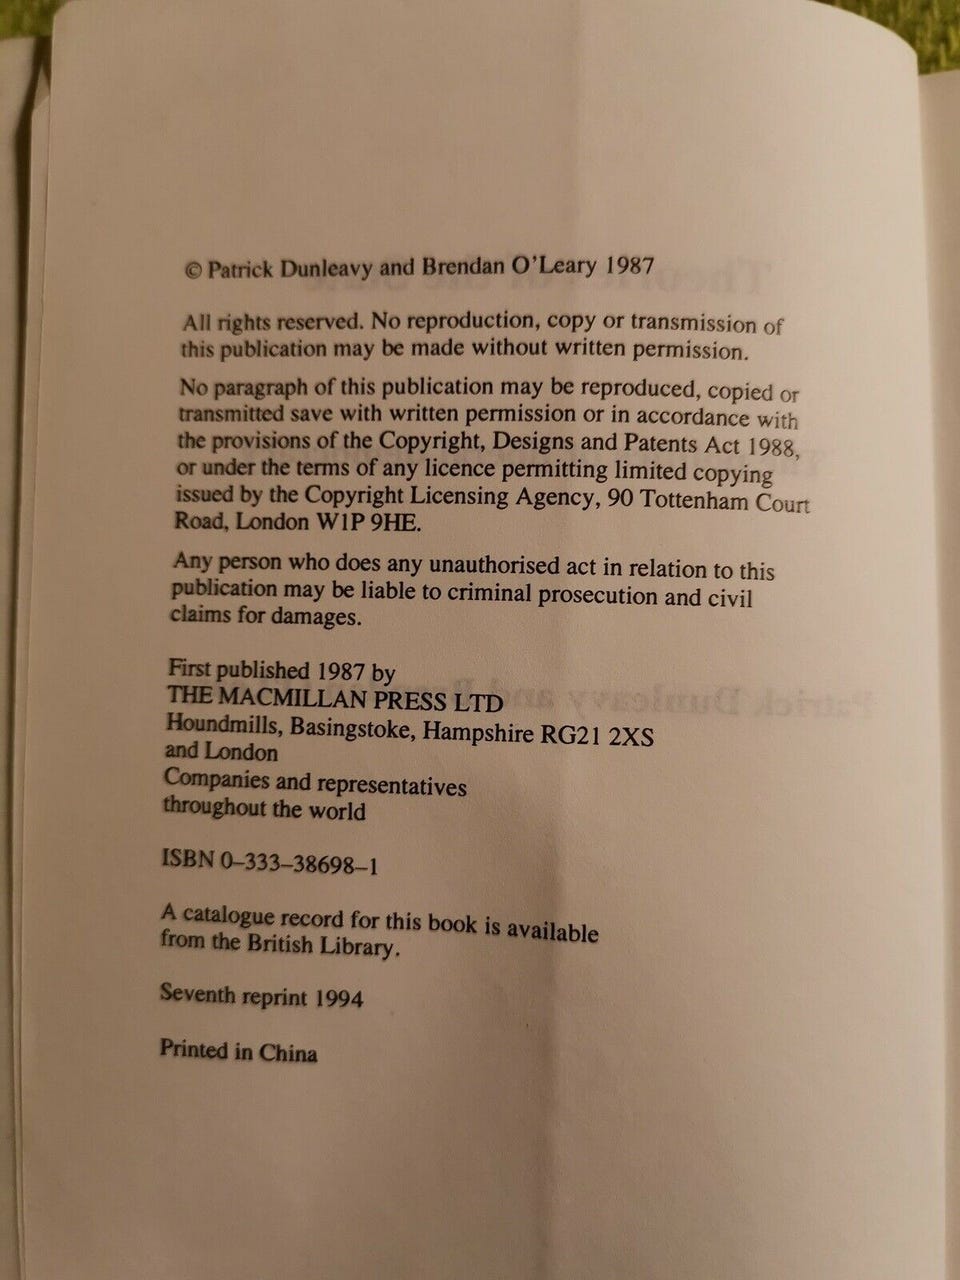 © Patrick Dunleavy and Brendan O'Leary 1987
All rights reserved. No reproduction, copy or transmission of
this publication may be made without written permission.
No paragraph of this publication may be reproduced, copied or
transmitted save with written permission or in accordance with
the provisions of the Copyright, Designs and Patents Act 1988,
or under the terms of any licence permitting limited copying
issued by the Copyright Licensing Agency, 90 Tottenham Court
Road, London W1P 9HE.
Any person who does any unauthorised act in relation to this
publication may be liable to criminal prosecution and civil
claims for damages.
First published 1987 by
THE MACMILLAN PRESS LTD
Houndmills, Basingstoke, Hampshire RG21 2XS
and London
Companies and representatives
throughout the world
ISBN 0–333–38698–1
A catalogue record for this book is available
from the British Library.
Seventh reprint 1994
Printed in China